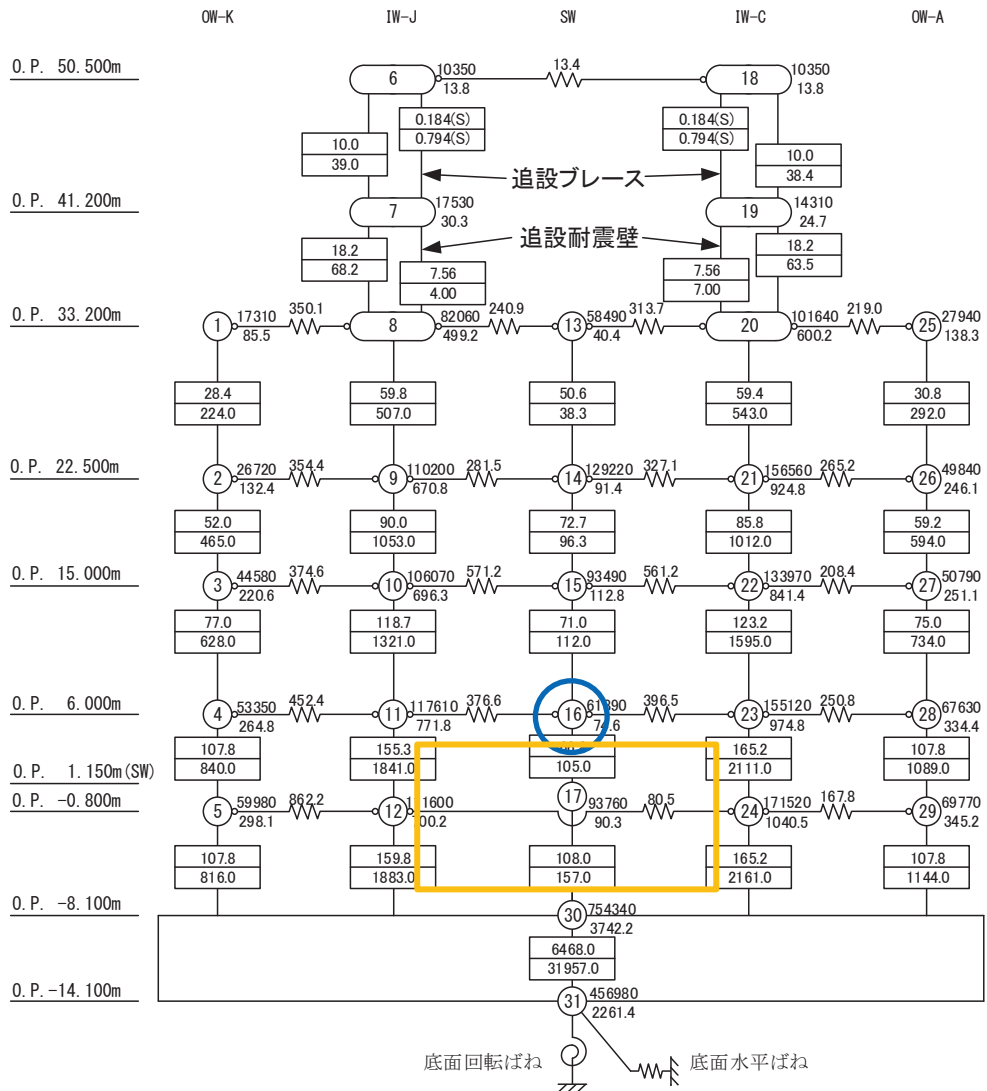 OW-K IW-J SW IW-C OW-A
O.P. 50.500m
6 10350 13.4 18 10350
13.8 13.8
0.184(S) 0.184(S)
0.794(S) 0.794(S)
10.0 10.0
39.0 38.4
追設ブレース
O.P. 41.200m
7 17530 19 14310
30.3 24.7
追設耐震壁
18.2 18.2
68.2 63.5
7.56 7.56
4.00 7.00
O.P. 33.200m
1 17310 350.1 8 82060 240.9 13 58490 313.7 20 101640 219.0 25 27940
85.5 499.2 40.4 600.2 138.3
28.4 59.8 50.6 59.4 30.8
224.0 507.0 38.3 543.0 292.0
O.P. 22.500m
2 26720 354.4 9 110200 281.5 14 129220 327.1 21 156560 265.2 26 49840
132.4 670.8 91.4 924.8 246.1
52.0 90.0 72.7 85.8 59.2
465.0 1053.0 96.3 1012.0 594.0
O.P. 15.000m
3 44580 374.6 10 106070 571.2 15 93490 561.2 22 133970 208.4 27 50790
220.6 696.3 112.8 841.4 251.1
77.0 118.7 71.0 123.2 75.0
628.0 1321.0 112.0 1595.0 734.0
O.P. 6.000m
4 53350 452.4 11 117610 376.6 16 396.5 23 155120 250.8 28 67630
264.8 771.8 974.8 334.4
107.8 155.3 165.2 107.8
840.0 1841.0 105.0 2111.0 1089.0
O.P. 1.150m(SW)
O.P. -0.800m
17
5 59980 862.2 12 93760 80.5 24 171520 167.8 29 69770
298.1 90.3 1040.5 345.2
107.8 159.8 108.0 165.2 107.8
816.0 1883.0 157.0 2161.0 1144.0
O.P. -8.100m
30 754340
3742.2
6468.0
31957.0
O.P.-14.100m
31 456980
2261.4
底面回転ばね 底面水平ばね